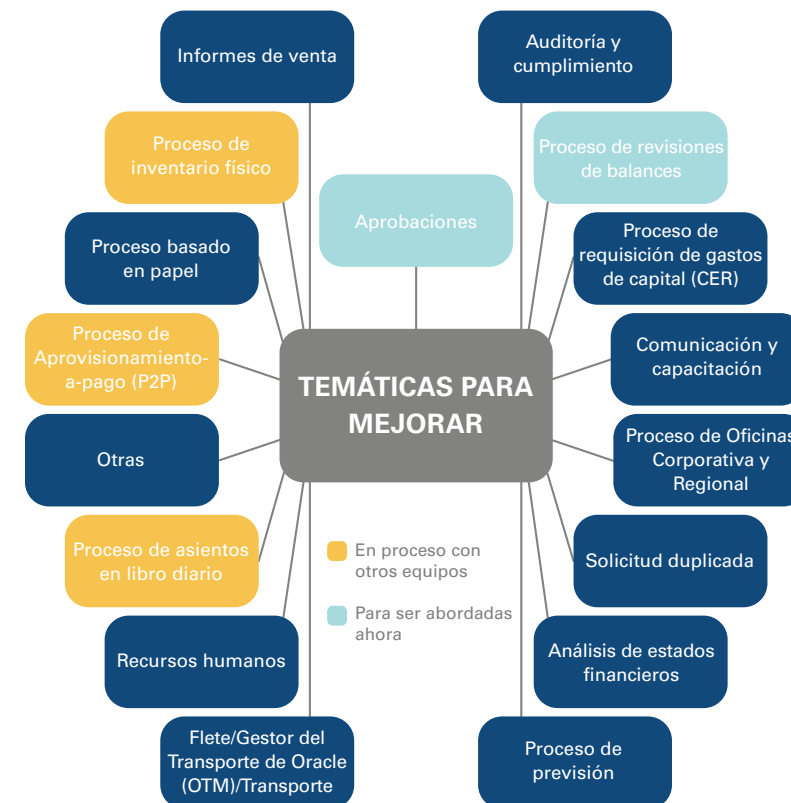 Informes de venta
Auditoría y
cumplimiento
Proceso de
inventario físico
Aprobaciones
Proceso de revisiones
de balances
Proceso basado
en papel
Proceso de
requisición de gastos
de capital (CER)
Proceso de
Aprovisionamiento-
a-pago (P2P)
TEMÁTICAS PARA
MEJORAR
Comunicación y
capacitación
Otras
Proceso de Oficinas
Corporativa y
Regional
Proceso de asientos
en libro diario
En proceso con
otros equipos
Para ser abordadas
ahora
Solicitud duplicada
Recursos humanos
Análisis de estados
financieros
Flete/Gestor del
Transporte de Oracle
(OTM)/Transporte
Proceso de
previsión